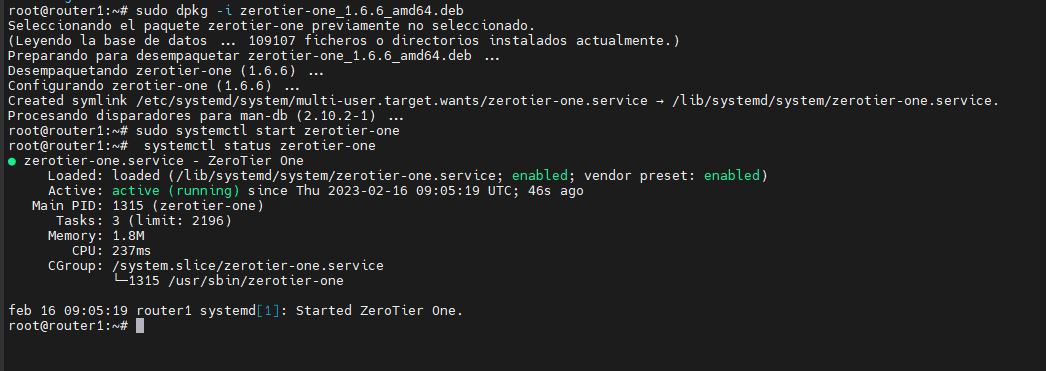 root@router1:~# sudo dpkg -i zerotier-one_1.6.6_amd64.deb
Seleccionando el paquete zerotier-one previamente no seleccionado.
(Leyendo la base de datos ... 109107 ficheros o directorios instalados actualmente.)
Preparando para desempaquetar zerotier-one_1.6.6_amd64.deb ...
Desempaquetando zerotier-one (1.6.6) ...
Configurando zerotier-one (1.6.6) ...
Created symlink /etc/systemd/system/multi-user.target.wants/zerotier-one.service → /lib/systemd/system/zerotier-one.service.
Procesando disparadores para man-db (2.10.2-1) ...
root@router1:~# sudo systemctl start zerotier-one
root@router1:~#  systemctl status zerotier-one
● zerotier-one.service - ZeroTier One
     Loaded: loaded (/lib/systemd/system/zerotier-one.service; enabled; vendor preset: enabled)
     Active: active (running) since Thu 2023-02-16 09:05:19 UTC; 46s ago
   Main PID: 1315 (zerotier-one)
      Tasks: 3 (limit: 2196)
     Memory: 1.8M
        CPU: 237ms
     CGroup: /system.slice/zerotier-one.service
             └─1315 /usr/sbin/zerotier-one

feb 16 09:05:19 router1 systemd[1]: Started ZeroTier One.
root@router1:~#